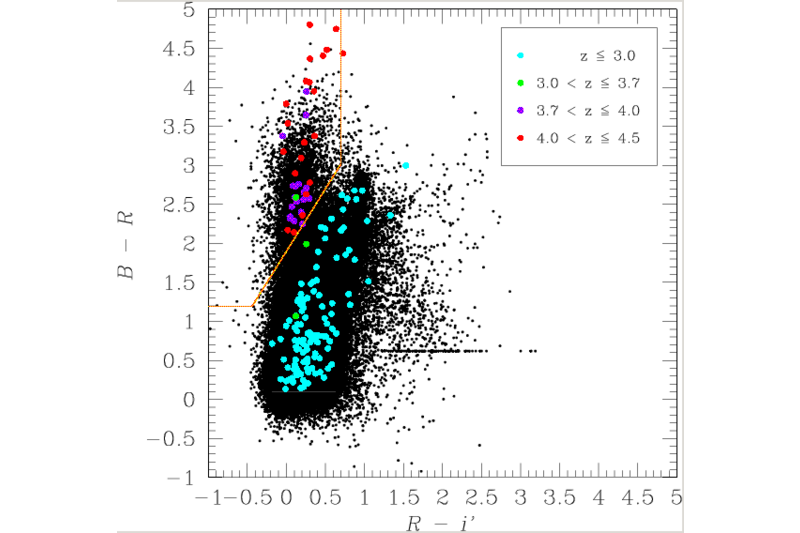 5
4.5
4
3.5
3
2.5
2
1.5
1
0.5
0
−0.5
−1
B − R
z ≦ 3.0
3.0 < z ≦ 3.7
3.7 < z ≦ 4.0
4.0 < z ≦ 4.5
−1 −0.5 0 0.5 1 1.5 2 2.5 3 3.5 4 4.5 5
R − i'